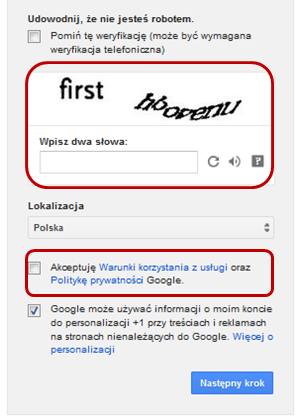 Udowodnij, że nie jesteś robotem.
Pomiń tę weryfikację (może być wymagana
weryfikacja telefoniczna)
first
Wpisz dwa słowa:
Lokalizacja
Polska
Akceptuję Warunki korzystania z usługi oraz
Politykę prywatności Google.
Google może używać informacji o moim koncie
do personalizacji +1 przy treściach i reklamach
na stronach nienależących do Google. Więcej o
personalizacji
Następny krok